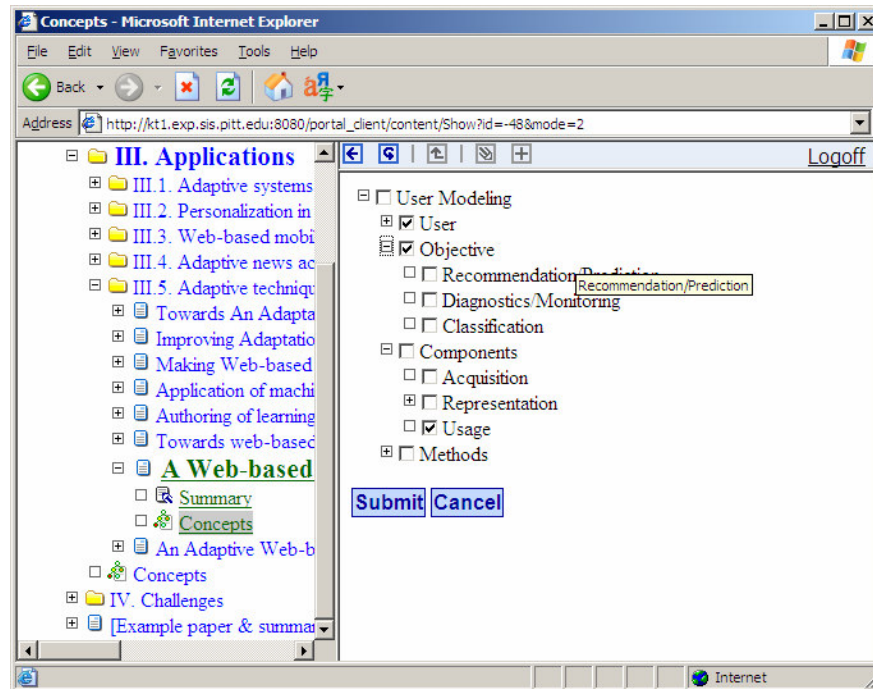 Concepts - Microsoft Internet Explorer
File Edit View Favorites Tools Help
Back
Address http://kt1.exp.sis.pitt.edu:8080/portal_client/content/Show?id=-48&mode=2
III. Applications
III.1. Adaptive systems
III.2. Personalization in
III.3. Web-based mobi
III.4. Adaptive news ac
III.5. Adaptive techniqu
Towards An Adapta
Improving Adaptatio
Making Web-based
Application of machi
Authoring of learning
Towards web-based
A Web-based
Summary
Concepts
An Adaptive Web-b
Concepts
IV. Challenges
[Example paper & summa
Logoff
User Modeling
User
Objective
Recommendation/Prediction
Recommendation/Prediction
Diagnostics/Monitoring
Classification
Components
Acquisition
Representation
Usage
Methods
Submit Cancel
Internet